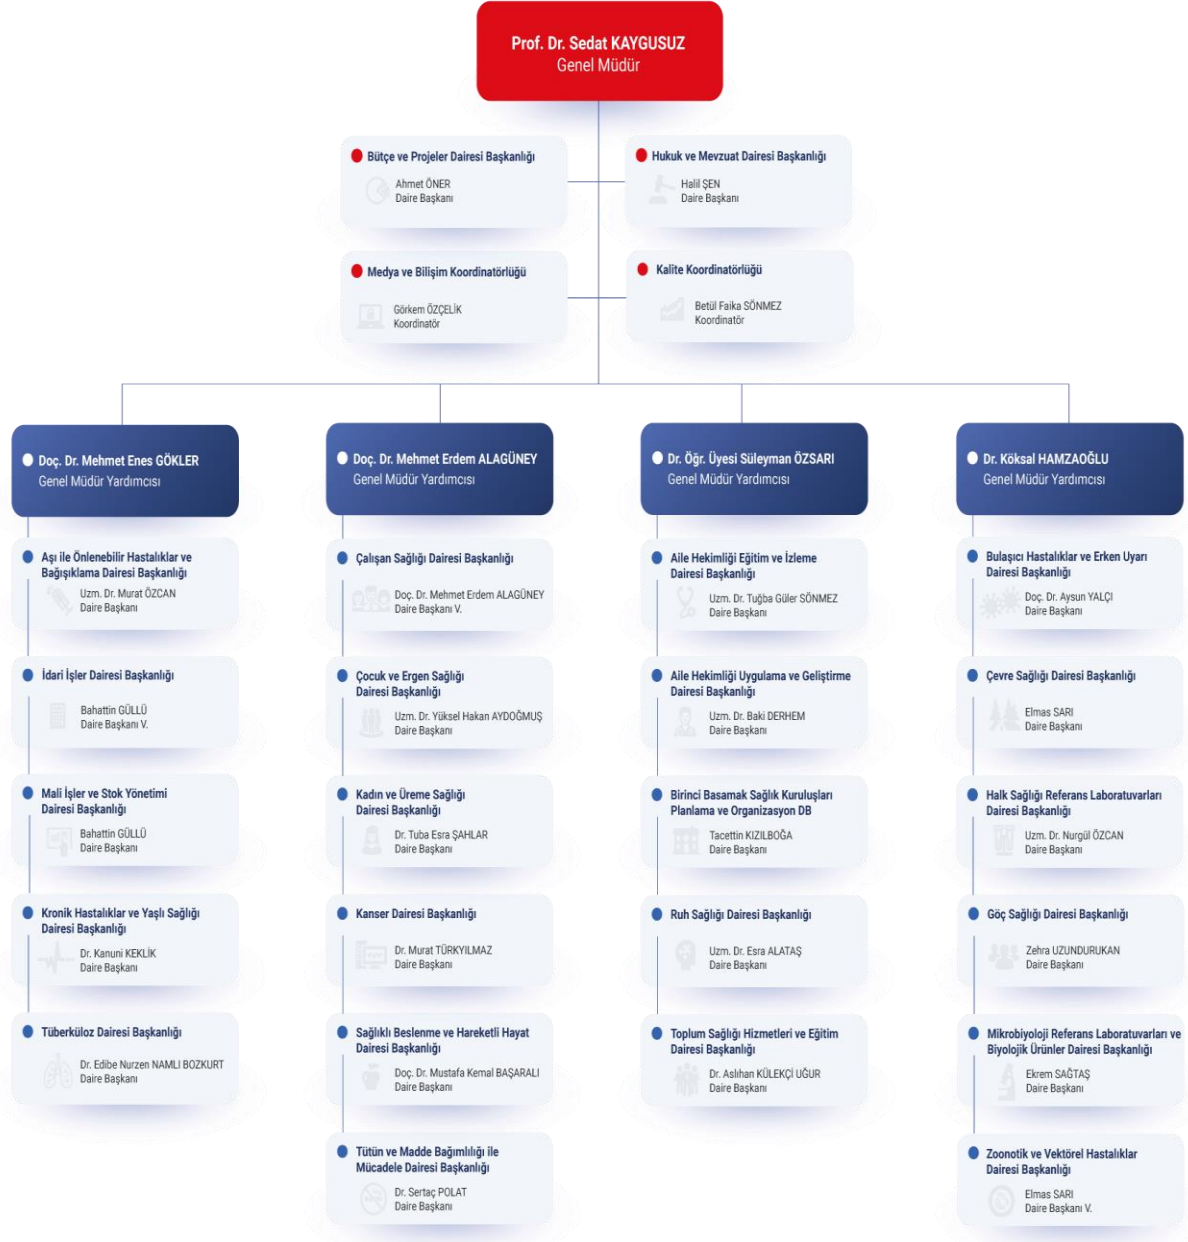 Prof. Dr. Sedat KAYGUSUZ
Genel Müdür
Bütçe ve Projeler Dairesi Başkanlığı
Ahmet ÖNER
Daire Başkanı
Hukuk ve Mevzuat Dairesi Başkanlığı
Halil ŞEN
Daire Başkanı
Medya ve Bilişim Koordinatörlüğü
Görkem ÖZÇELİK
Koordinatör
Kalite Koordinatörlüğü
Betül Faika SÖNMEZ
Koordinatör
Doç. Dr. Mehmet Enes GÖKLER
Genel Müdür Yardımcısı
Aşı ile Önlenebilir Hastalıklar ve
Bağışıklama Dairesi Başkanlığı
Uzm. Dr. Murat ÖZCAN
Daire Başkanı
İdari İşler Dairesi Başkanlığı
Bahattin GÜLLÜ
Daire Başkanı V.
Mali İşler ve Stok Yönetimi
Dairesi Başkanlığı
Bahattin GÜLLÜ
Daire Başkanı
Kronik Hastalıklar ve Yaşlı Sağlığı
Dairesi Başkanlığı
Dr. Kanuni KEKLİK
Daire Başkanı
Tüberküloz Dairesi Başkanlığı
Dr. Edibe Nurzen NAMLI BOZKURT
Daire Başkanı
Doç. Dr. Mehmet Erdem ALAGÜNEY
Genel Müdür Yardımcısı
Çalışan Sağlığı Dairesi Başkanlığı
Doç. Dr. Mehmet Erdem ALAGÜNEY
Daire Başkanı V.
Çocuk ve Ergen Sağlığı
Dairesi Başkanlığı
Uzm. Dr. Yüksel Hakan AYDOĞMUŞ
Daire Başkanı
Kadın ve Üreme Sağlığı
Dairesi Başkanlığı
Dr. Tuba Esra ŞAHLAR
Daire Başkanı
Kanser Dairesi Başkanlığı
Dr. Murat TÜRKYILMAZ
Daire Başkanı
Sağlıklı Beslenme ve Hareketli Hayat
Dairesi Başkanlığı
Doç. Dr. Mustafa Kemal BAŞARALI
Daire Başkanı
Tütün ve Madde Bağımlılığı ile
Mücadele Dairesi Başkanlığı
Dr. Sertaç POLAT
Daire Başkanı
Dr. Öğr. Üyesi Süleyman ÖZSARI
Genel Müdür Yardımcısı
Aile Hekimliği Eğitim ve İzleme
Dairesi Başkanlığı
Uzm. Dr. Tuğba Güler SÖNMEZ
Daire Başkanı
Aile Hekimliği Uygulama ve Geliştirme
Dairesi Başkanlığı
Uzm. Dr. Baki DERHEM
Daire Başkanı
Birinci Basamak Sağlık Kuruluşları
Planlama ve Organizasyon DB
Tacettin KIZILBOĞA
Daire Başkanı
Ruh Sağlığı Dairesi Başkanlığı
Uzm. Dr. Esra ALATAŞ
Daire Başkanı
Toplum Sağlığı Hizmetleri ve Eğitim
Dairesi Başkanlığı
Dr. Aslıhan KÜLEKÇİ UĞUR
Daire Başkanı
Dr. Köksal HAMZAOĞLU
Genel Müdür Yardımcısı
Bulaşıcı Hastalıklar ve Erken Uyarı
Dairesi Başkanlığı
Doç. Dr. Aysun YALÇI
Daire Başkanı
Çevre Sağlığı Dairesi Başkanlığı
Elmas SARI
Daire Başkanı
Halk Sağlığı Referans Laboratuvarları
Dairesi Başkanlığı
Uzm. Dr. Nurgül ÖZCAN
Daire Başkanı
Göç Sağlığı Dairesi Başkanlığı
Zehra UZUNDURUKAN
Daire Başkanı
Mikrobiyoloji Referans Laboratuvarları ve
Biyolojik Ürünler Dairesi Başkanlığı
Ekrem SAĞTAŞ
Daire Başkanı
Zoonotik ve Vektörel Hastalıklar
Dairesi Başkanlığı
Elmas SARI
Daire Başkanı V.